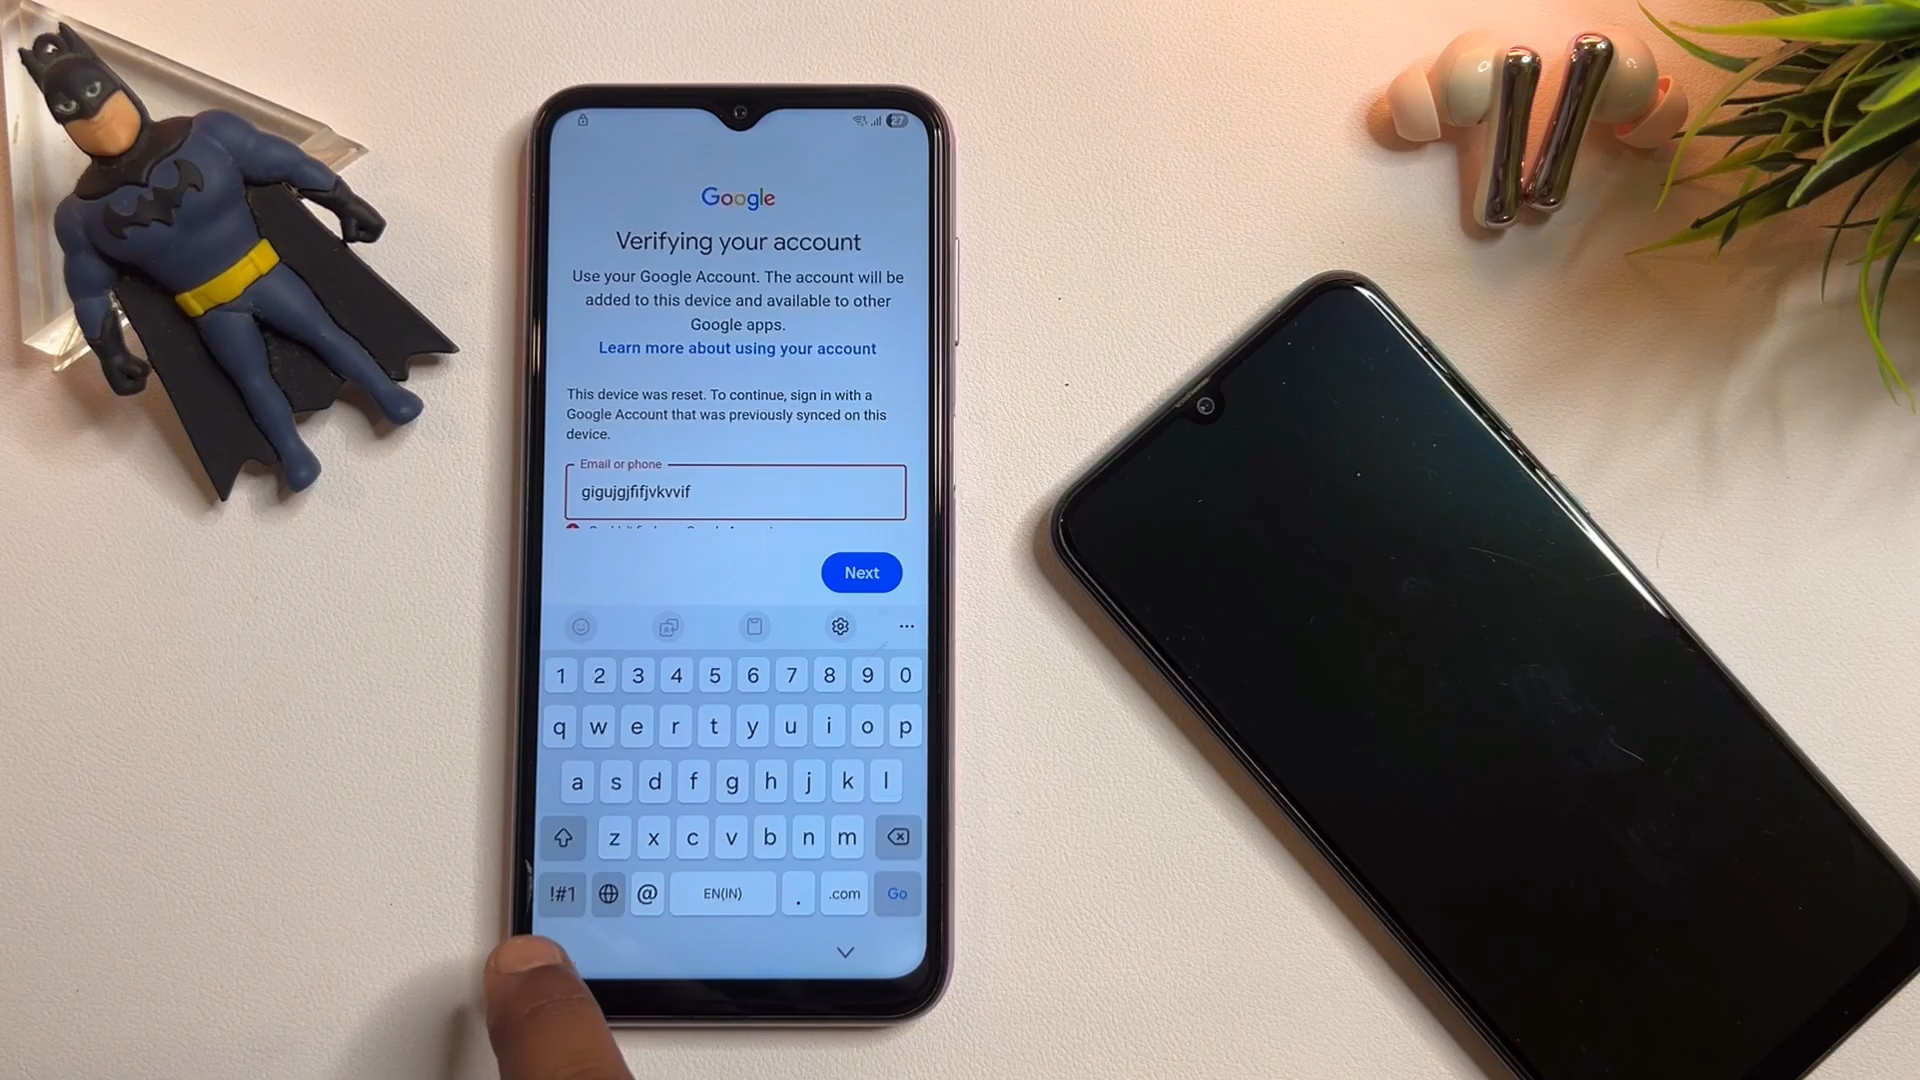 27
Google
Verifying your account
Use your Google Account. The account will be
added to this device and available to other
Google apps.
Learn more about using your account
This device was reset. To continue, sign in with a
Google Account that was previously synced on this
device.
Email or phone
gigujgjfifjvkvvif
Next
1 2 3 4 5 6 7 8 9 0
q w e r t y u i o p
a s d f g h j k l
z x c v b n m
!#1 @ EN(IN) . .com Go